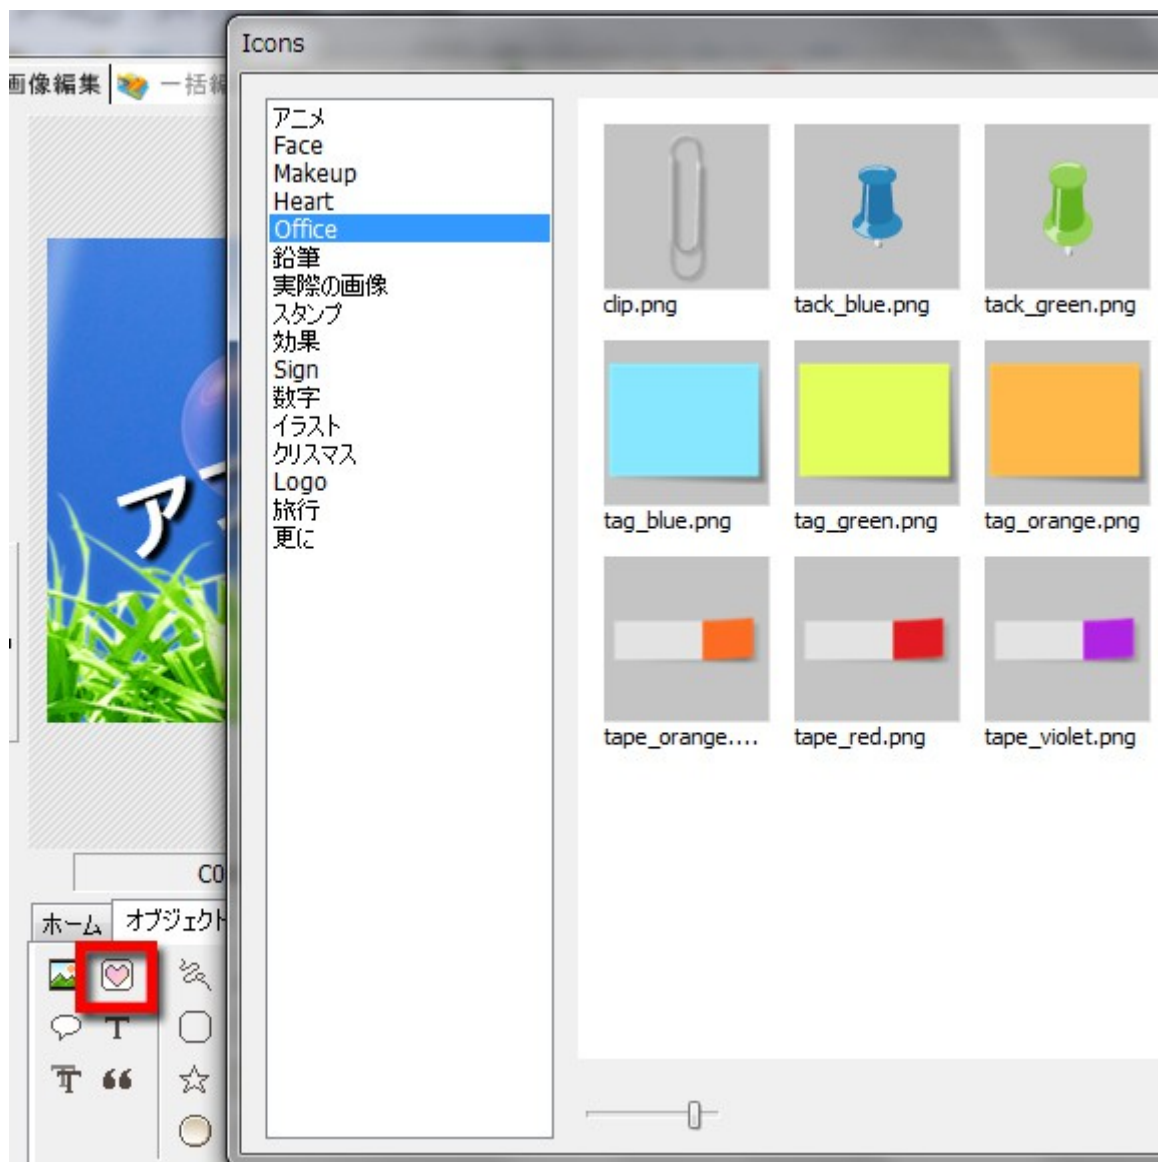 Icons
画像編集
一括編
アニメ
Face
Makeup
Heart
Office
鉛筆
実際の画像
スタンプ
効果
Sign
数字
イラスト
クリスマス
Logo
旅行
更に
clip.png
tack_blue.png
tack_green.png
tag_blue.png
tag_green.png
tag_orange.png
tape_orange....
tape_red.png
tape_violet.png
ア
C0
ホーム
オブジェクト
T